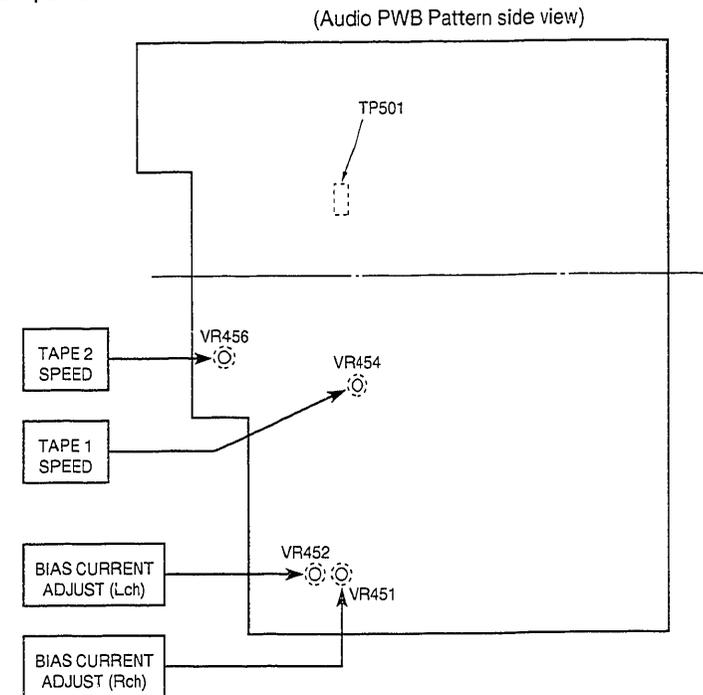 (Audio PWB Pattern side view)
TP501
VR456
TAPE 2
SPEED
VR454
TAPE 1
SPEED
VR452
BIAS CURRENT
ADJUST (Lch)
VR451
BIAS CURRENT
ADJUST (Rch)